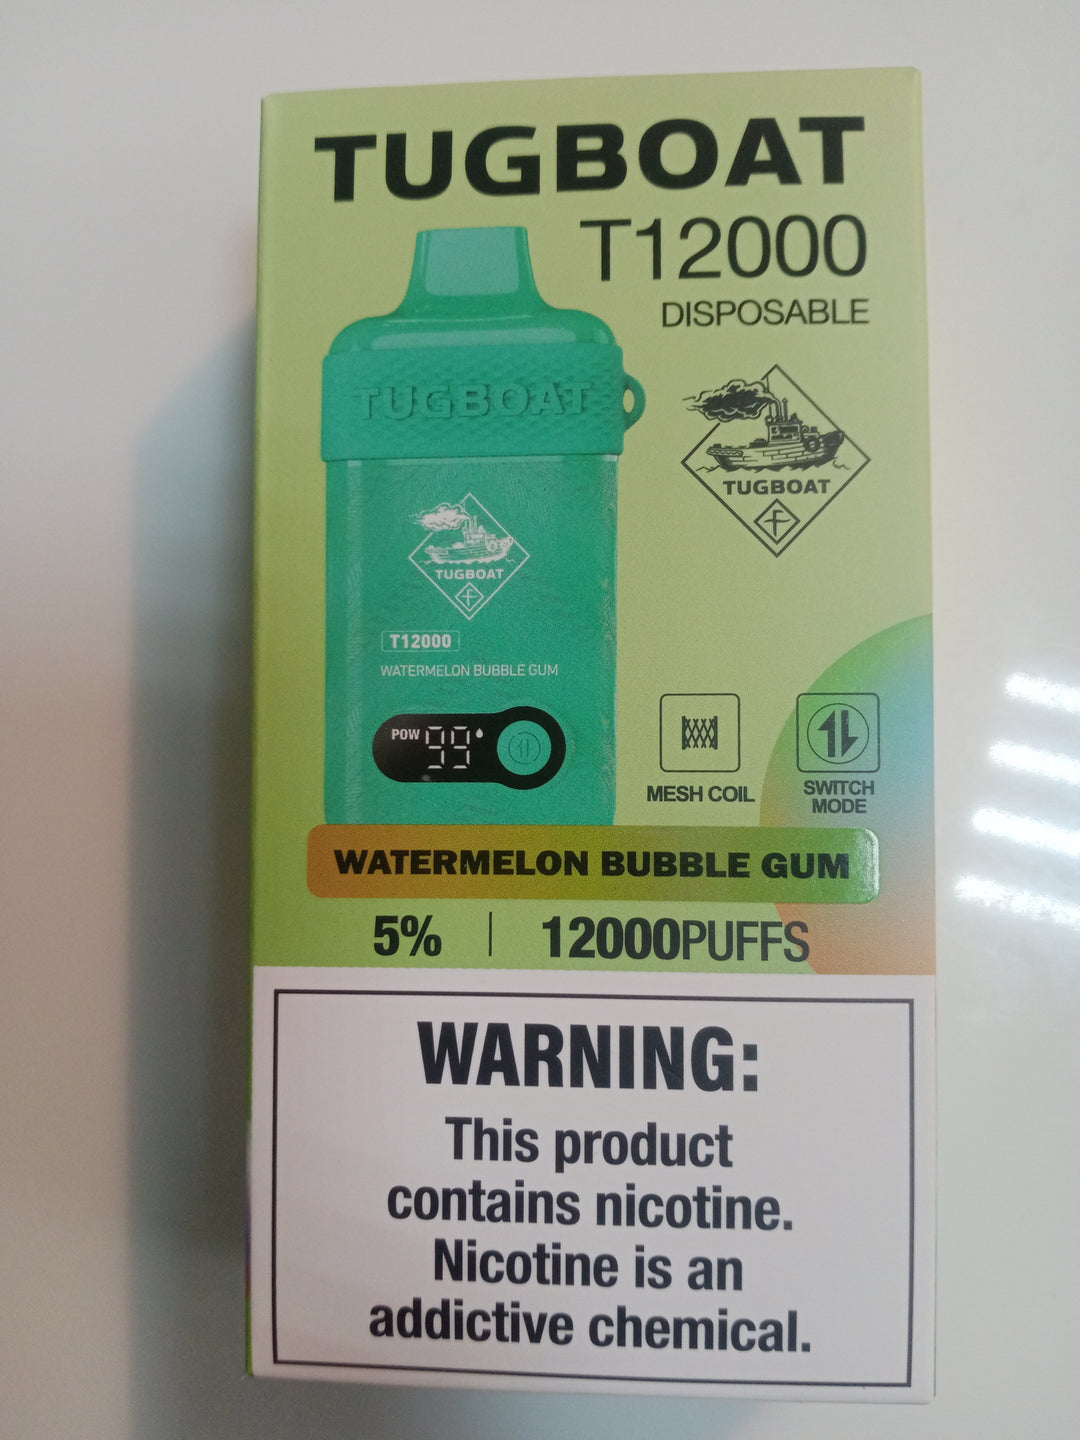 TUGBOAT
T12000
DISPOSABLE
TUGBOAT
TUGBOAT
F
TUGBOAT
F
T12000
WATERMELON BUBBLE GUM
POW 99
MESH COIL
SWITCH
MODE
WATERMELON BUBBLE GUM
5% | 12000PUFFS
WARNING:
This product
contains nicotine.
Nicotine is an
addictive chemical.